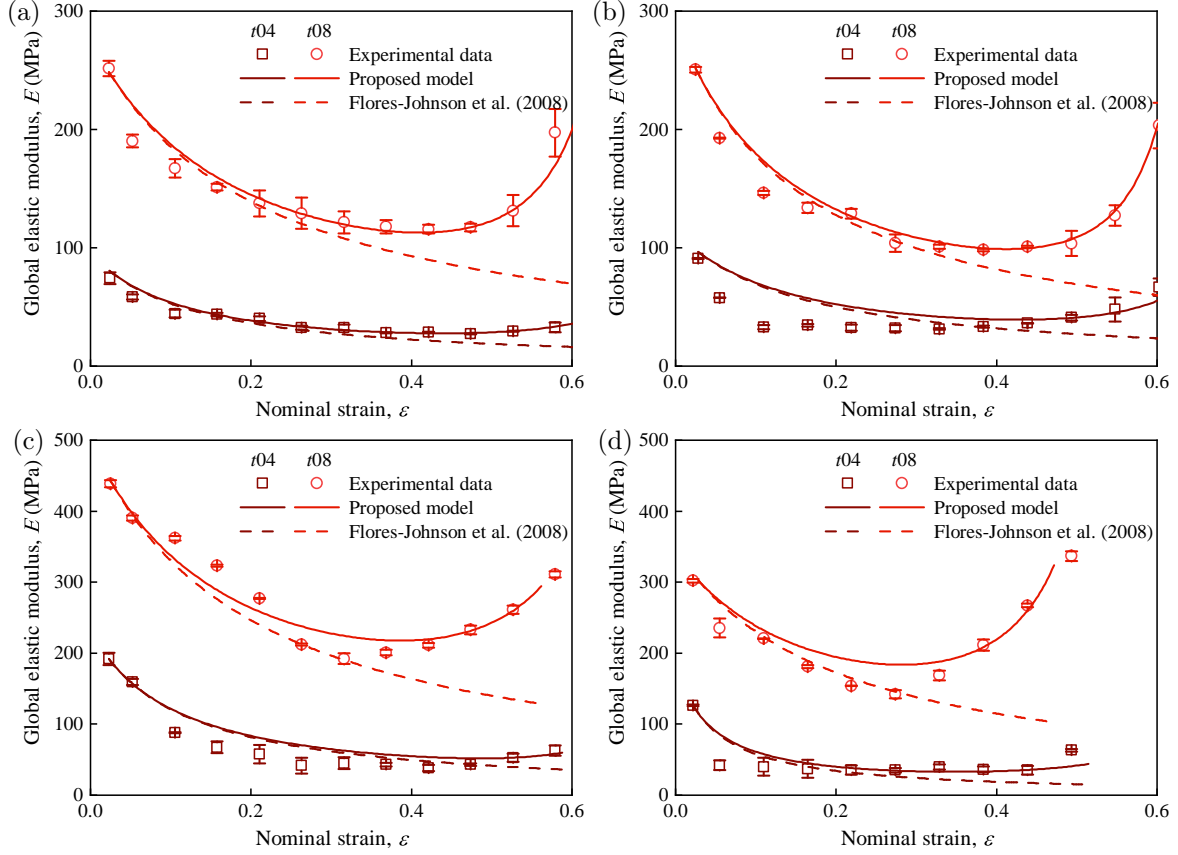 (a)
300
200
100
0
Global elastic modulus, E (MPa)
t04 t08
Experimental data
Proposed model
Flores-Johnson et al. (2008)
0.0 0.2 0.4 0.6
Nominal strain, ε
(b)
300
200
100
0
Global elastic modulus, E (MPa)
t04 t08
Experimental data
Proposed model
Flores-Johnson et al. (2008)
0.0 0.2 0.4 0.6
Nominal strain, ε
(c)
500
400
300
200
100
0
Global elastic modulus, E (MPa)
t04 t08
Experimental data
Proposed model
Flores-Johnson et al. (2008)
0.0 0.2 0.4 0.6
Nominal strain, ε
(d)
500
400
300
200
100
0
Global elastic modulus, E (MPa)
t04 t08
Experimental data
Proposed model
Flores-Johnson et al. (2008)
0.0 0.2 0.4 0.6
Nominal strain, ε